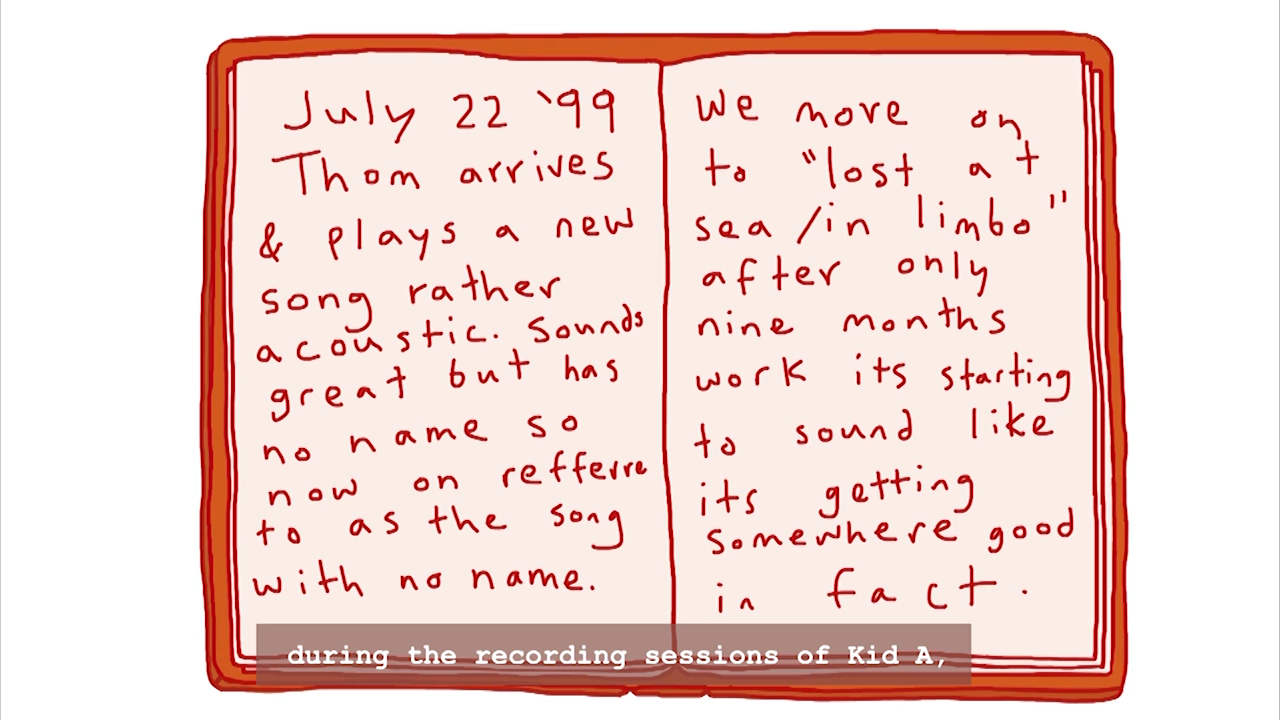 July 22 '99
Thom arrives
& plays a new
song rather
acoustic. Sounds
great but has
no name so
now on refferre
to as the song
with no name.
We move on
to "lost at
sea/in limbo"
after only
nine months
work its starting
to sound like
its getting
somewhere good
in fact.
during the recording sessions of Kid A,